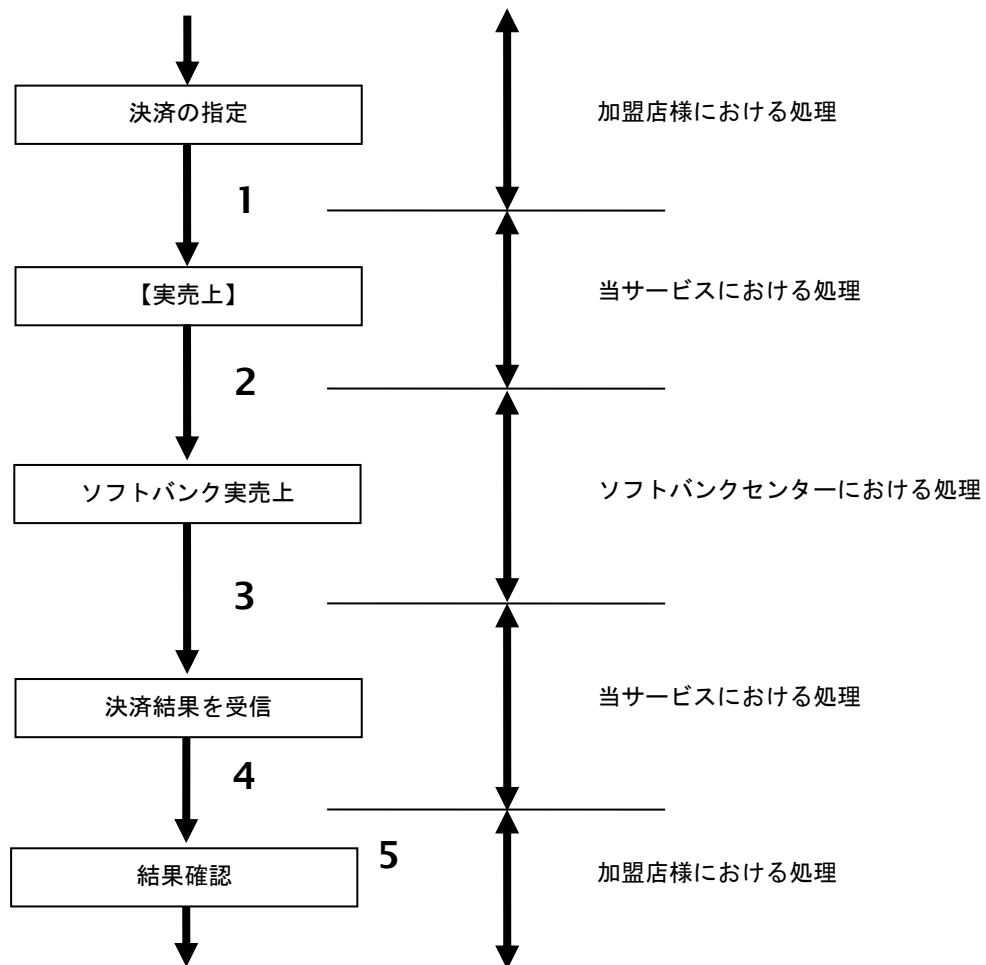 決済の指定
加盟店様における処理
1
【実売上】
当サービスにおける処理
2
ソフトバンク実売上
ソフトバンクセンターにおける処理
3
決済結果を受信
当サービスにおける処理
4
5
結果確認
加盟店様における処理